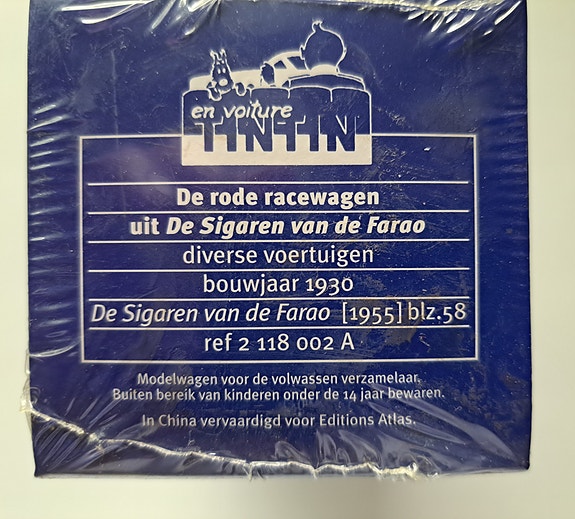 en voiture
TINTIN
De rode racewagen
uit De Sigaren van de Farao
diverse voertuigen
bouwjaar 1930
De Sigaren van de Farao [1955] blz.58
ref 2 118 002 A
Modelwagen voor de volwassen verzamelaar.
Buiten bereik van kinderen onder de 14 jaar bewaren.
In China vervaardigd voor Editions Atlas.